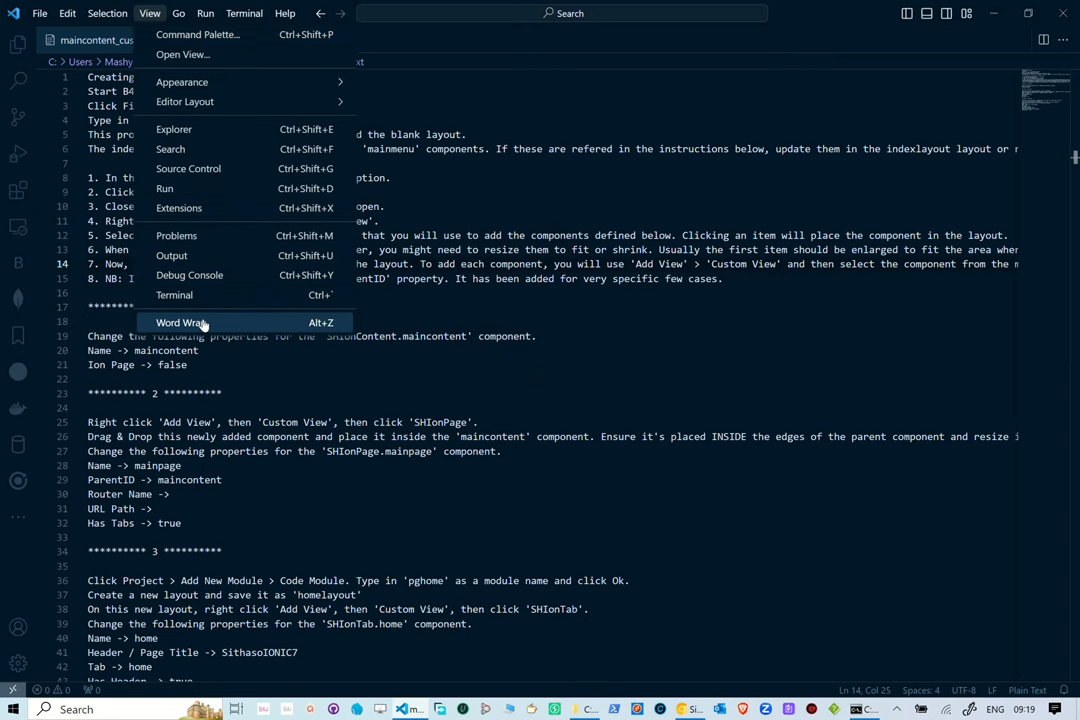 File Edit Selection View Go Run Terminal Help
Search
maincontent_cus
C: > Users > Mashy
xt
Command Palette... Ctrl+Shift+P
Open View...
Appearance
Editor Layout
Explorer Ctrl+Shift+E
Search Ctrl+Shift+F
Source Control Ctrl+Shift+G
Run Ctrl+Shift+D
Extensions Ctrl+Shift+X
Problems Ctrl+Shift+M
Output Ctrl+Shift+U
Debug Console Ctrl+Shift+Y
Terminal Ctrl+`
Word Wrap Alt+Z
1 Creating
2 Start B4
3 Click Fi
4 Type in
5 This pro d the blank layout.
6 The inde 'mainmenu' components. If these are refered in the instructions below, update them in the indexlayout layout or r
7
8 1. In th ption.
9 2. Click
10 3. Close open.
11 4. Right ew'.
12 5. Selec that you will use to add the components defined below. Clicking an item will place the component in the layout.
13 6. When er, you might need to resize them to fit or shrink. Usually the first item should be enlarged to fit the area wher
14 7. Now, the layout. To add each component, you will use 'Add View' > 'Custom View' and then select the component from the m
15 8. NB: I entID' property. It has been added for very specific few cases.
16
17 *******
18
19 Change the following properties for the 'SHIonContent.maincontent' component.
20 Name -> maincontent
21 Ion Page -> false
22
23 ********** 2 **********
24
25 Right click 'Add View', then 'Custom View', then click 'SHIonPage'.
26 Drag & Drop this newly added component and place it inside the 'maincontent' component. Ensure it's placed INSIDE the edges of the parent component and resize i
27 Change the following properties for the 'SHIonPage.mainpage' component.
28 Name -> mainpage
29 ParentID -> maincontent
30 Router Name ->
31 URL Path ->
32 Has Tabs -> true
33
34 ********** 3 **********
35
36 Click Project > Add New Module > Code Module. Type in 'pghome' as a module name and click Ok.
37 Create a new layout and save it as 'homelayout'
38 On this new layout, right click 'Add View', then 'Custom View', then click 'SHIonTab'.
39 Change the following properties for the 'SHIonTab.home' component.
40 Name -> home
41 Header / Page Title -> SithasoIONIC7
42 Tab -> home
Has Header -> true
0 0 0 Ln 14, Col 25 Spaces: 4 UTF-8 LF Plain Text
Search m... C... Si... C... ENG 09:19